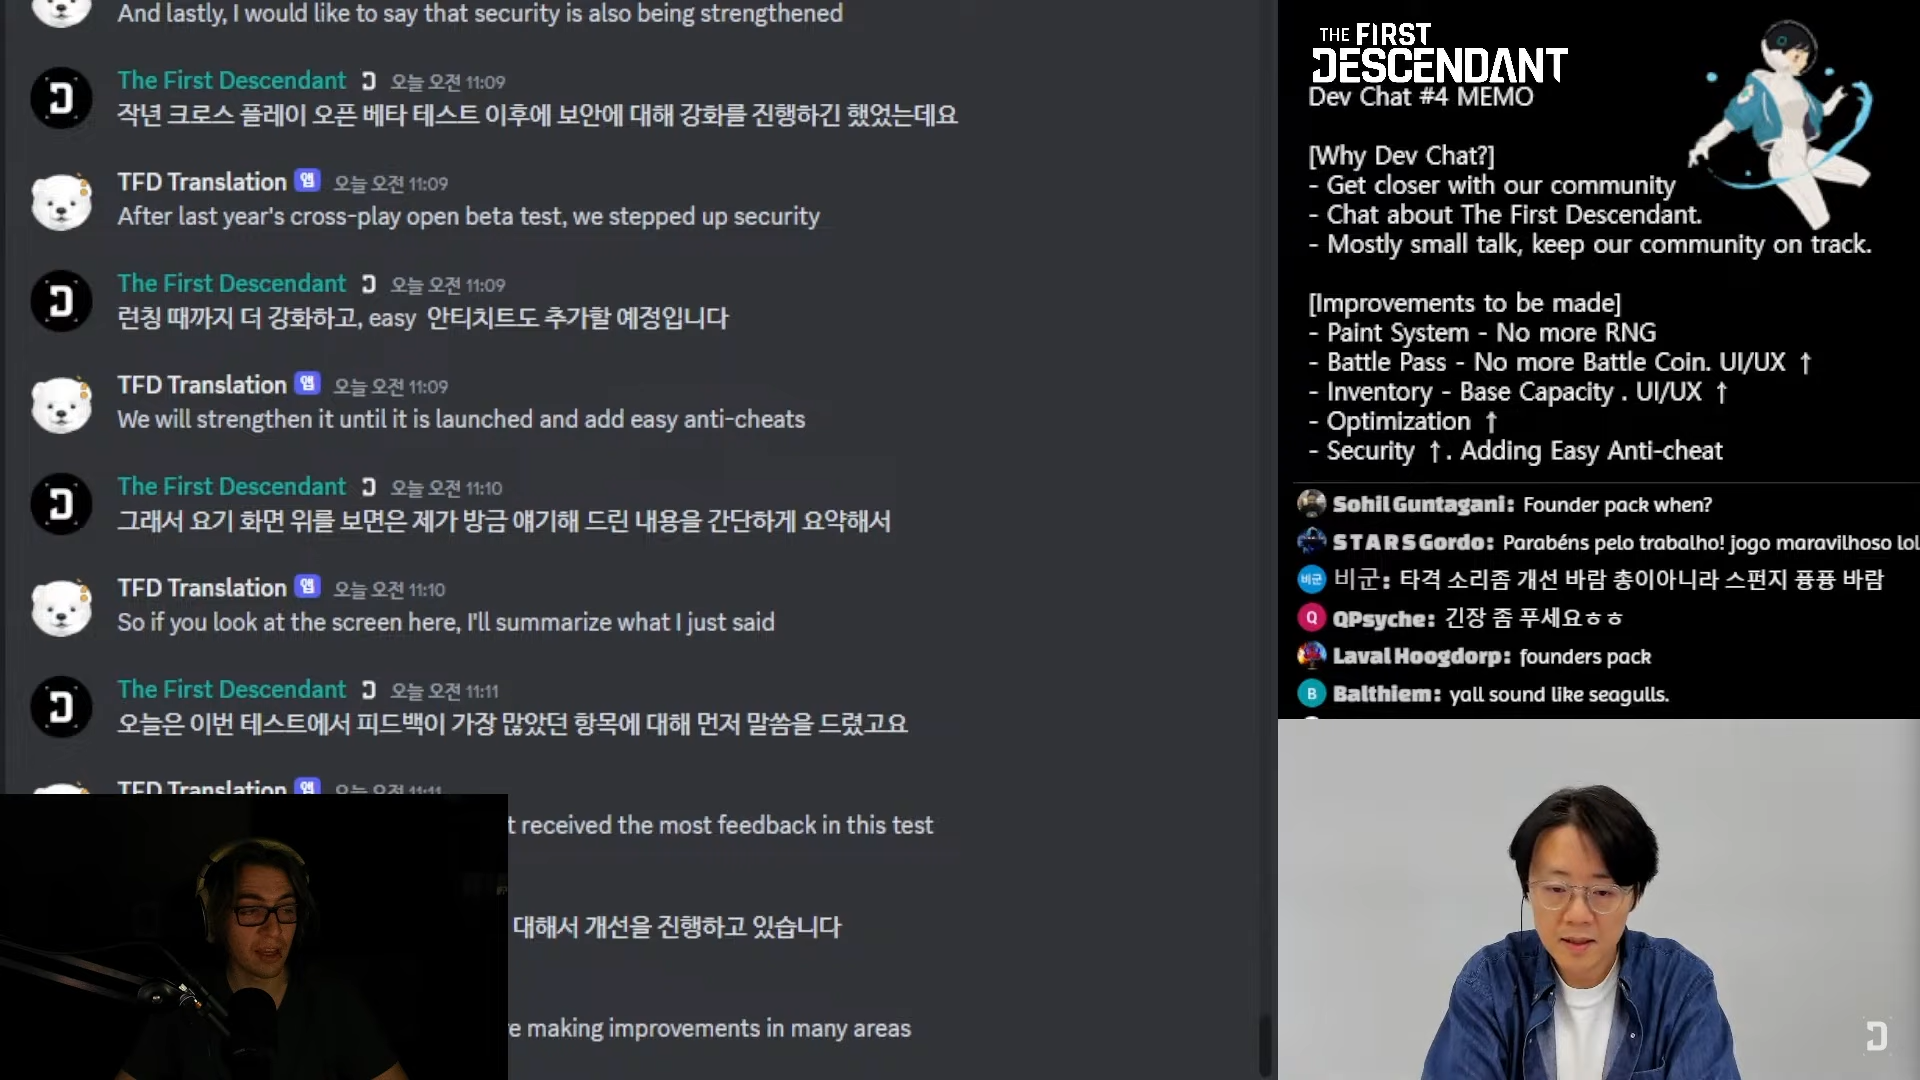 And lastly, I would like to say that security is also being strengthened
The First Descendant 오늘 오전 11:09
작년 크로스 플레이 오픈 베타 테스트 이후에 보안에 대해 강화를 진행하긴 했었는데요
TFD Translation 앱 오늘 오전 11:09
After last year's cross-play open beta test, we stepped up security
The First Descendant 오늘 오전 11:09
런칭 때까지 더 강화하고, easy 안티치트도 추가할 예정입니다
TFD Translation 앱 오늘 오전 11:09
We will strengthen it until it is launched and add easy anti-cheats
The First Descendant 오늘 오전 11:10
그래서 요기 화면 위를 보면은 제가 방금 얘기해 드린 내용을 간단하게 요약해서
TFD Translation 앱 오늘 오전 11:10
So if you look at the screen here, I'll summarize what I just said
The First Descendant 오늘 오전 11:11
오늘은 이번 테스트에서 피드백이 가장 많았던 항목에 대해 먼저 말씀을 드렸고요
TFD Translation 앱 오늘 오전 11:11
t received the most feedback in this test
대해서 개선을 진행하고 있습니다
e making improvements in many areas
THE FIRST
DESCENDANT
Dev Chat #4 MEMO
[Why Dev Chat?]
- Get closer with our community
- Chat about The First Descendant.
- Mostly small talk, keep our community on track.
[Improvements to be made]
- Paint System - No more RNG
- Battle Pass - No more Battle Coin. UI/UX ↑
- Inventory - Base Capacity . UI/UX ↑
- Optimization ↑
- Security ↑. Adding Easy Anti-cheat
Sohil Guntagani: Founder pack when?
S T A R S Gordo: Parabéns pelo trabalho! jogo maravilhoso lol
비군 비군: 타격 소리좀 개선 바람 총이아니라 스펀지 퓽퓽 바람
Q QPsyche: 긴장 좀 푸세요ㅎㅎ
Laval Hoogdorp: founders pack
B Balthiem: yall sound like seagulls.